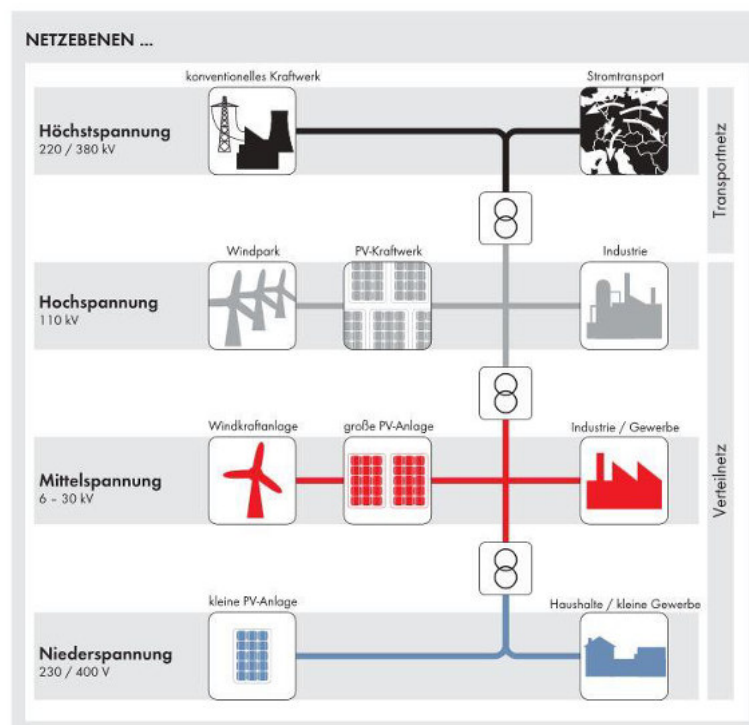 NETZEBENEN ...
konventionelles Kraftwerk
Stromtransport
Höchstspannung
220 / 380 kV
Transportnetz
Windpark
PV-Kraftwerk
Industrie
Hochspannung
110 kV
Windkraftanlage
große PV-Anlage
Industrie / Gewerbe
Mittelspannung
6 – 30 kV
Verteilnetz
kleine PV-Anlage
Haushalte / kleine Gewerbe
Niederspannung
230 / 400 V